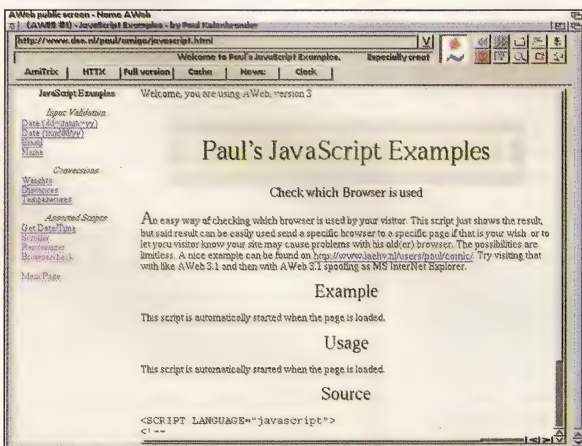 AWeb public screen - Home AWeb
(AWEB #1) - JavaScript Examples - by Paul Kalenbrander
http://www.dse.nl/paul/amiga/javascript.html
Welcome to Paul's JavaScript Examples. Especially creat
AmiTrix HTTX Full version Cache News: Clock
JavaScript Examples
Input Validation
Date (mm/dd/yy)
Email
Name
Conversions
Weights
Distances
Temperatures
Assorted Scripts
Get Date/Time
Scroller
Randomizer
Browsercheck
Main Page
Welcome, you are using AWeb, version 3
Paul's JavaScript Examples
Check which Browser is used
An easy way of checking which browser is used by your visitor. This script just shows the result,
but said result can be easily used send a specific browser to a specific page if that is your wish or to
let you visitor know your site may cause problems with his old(er) browser. The possibilities are
limitless. A nice example can be found on Try visiting that
with like AWeb 3.1 and then with AWeb 3.1 spoofing as MS InterNet Explorer.
Example
This script is automatically started when the page is loaded.
Usage
This script is automatically started when the page is loaded.
Source
<SCRIPT LANGUAGE="javascript">
<!--